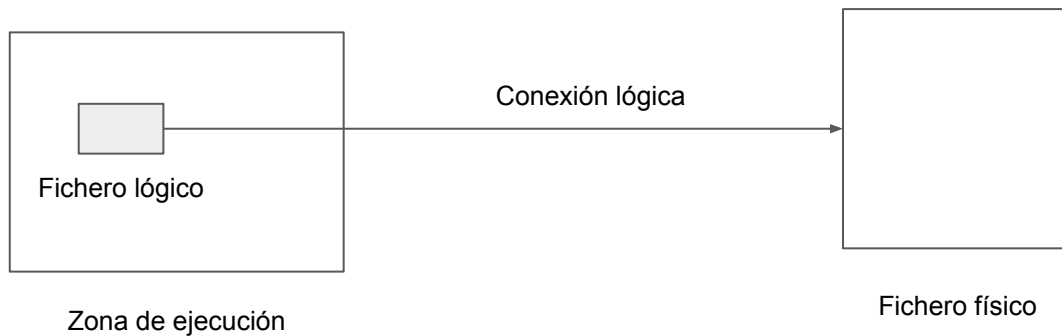 Conexión lógica
Fichero lógico
Zona de ejecución
Fichero físico